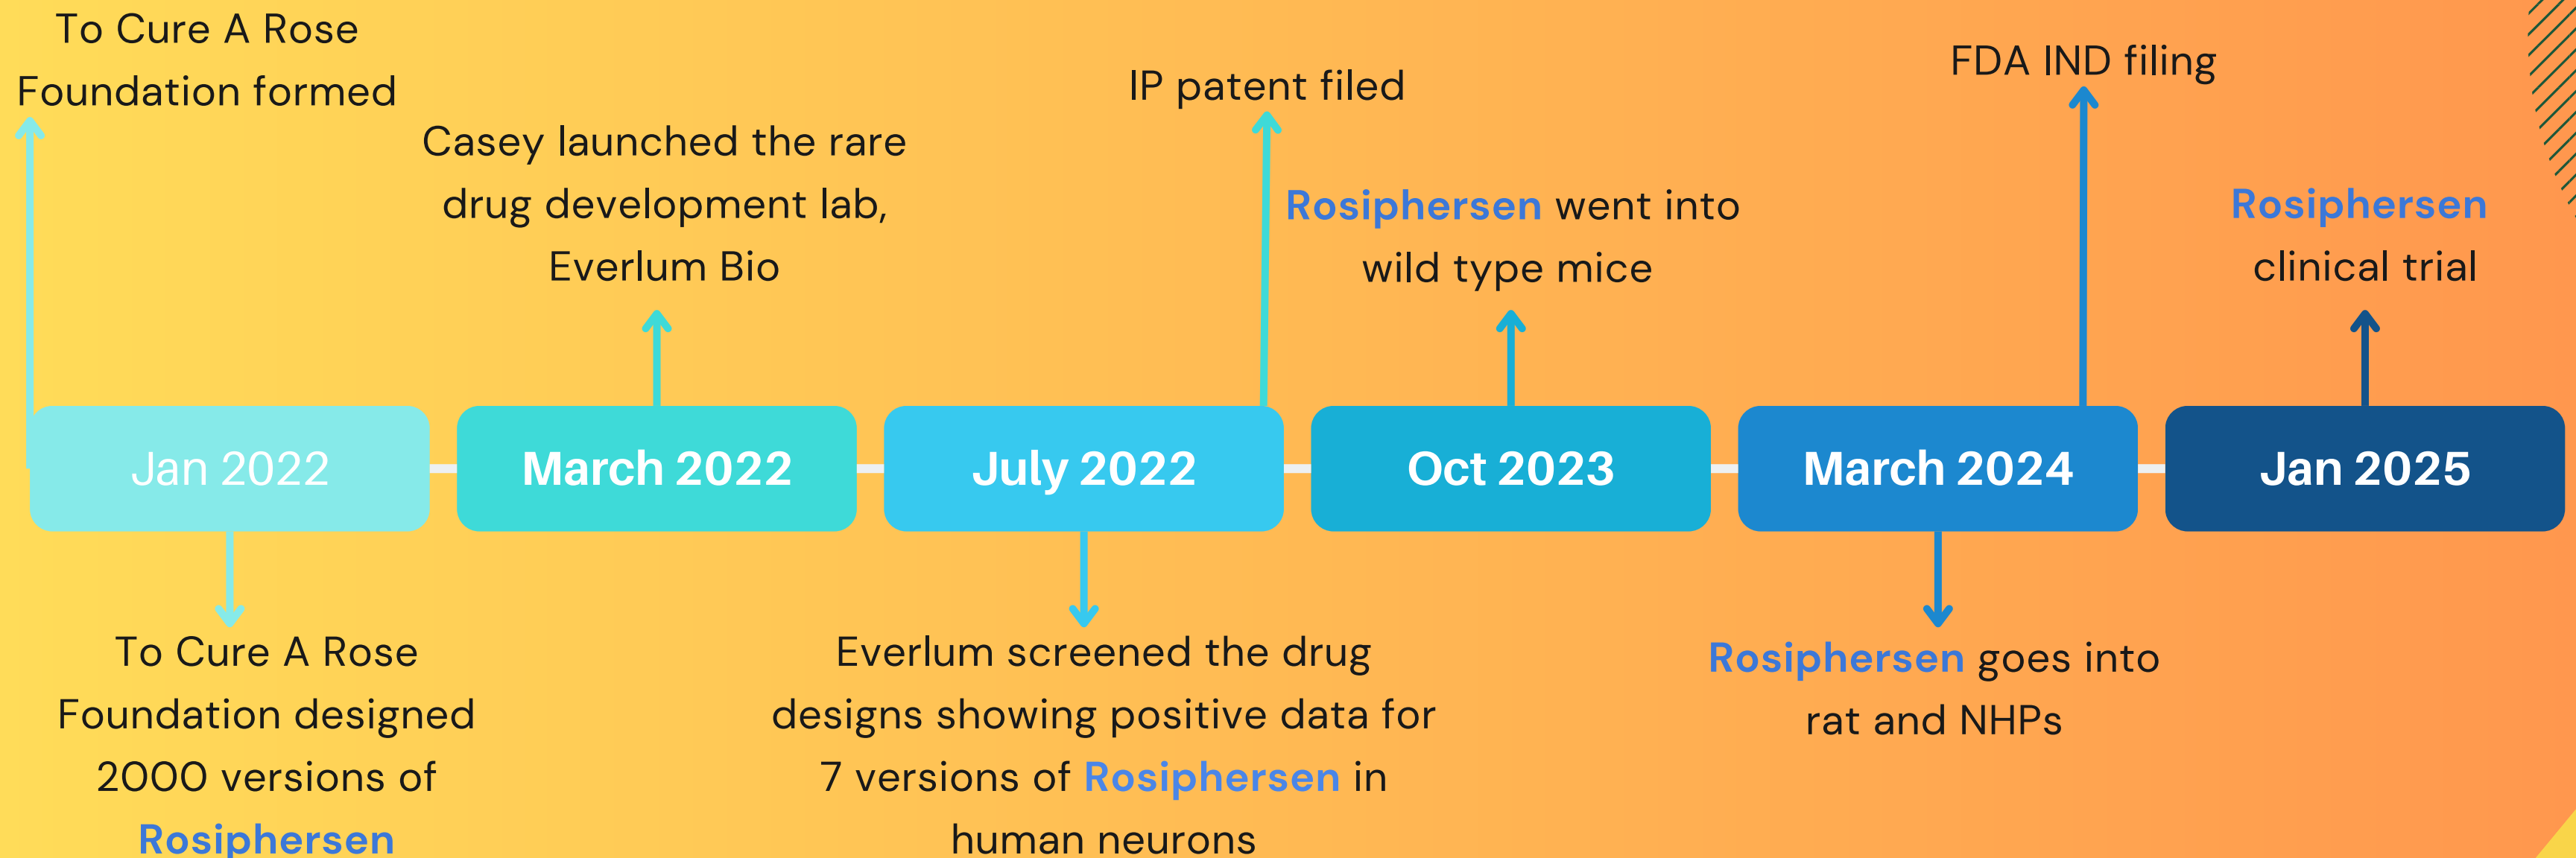 To Cure A Rose
Foundation formed
Casey launched the rare
drug development lab,
Everlum Bio
IP patent filed
Rosiphersen went into
wild type mice
FDA IND filing
Rosiphersen
clinical trial
Jan 2022
March 2022
July 2022
Oct 2023
March 2024
Jan 2025
To Cure A Rose
Foundation designed
2000 versions of
Rosiphersen
Everlum screened the drug
designs showing positive data for
7 versions of Rosiphersen in
human neurons
Rosiphersen goes into
rat and NHPs